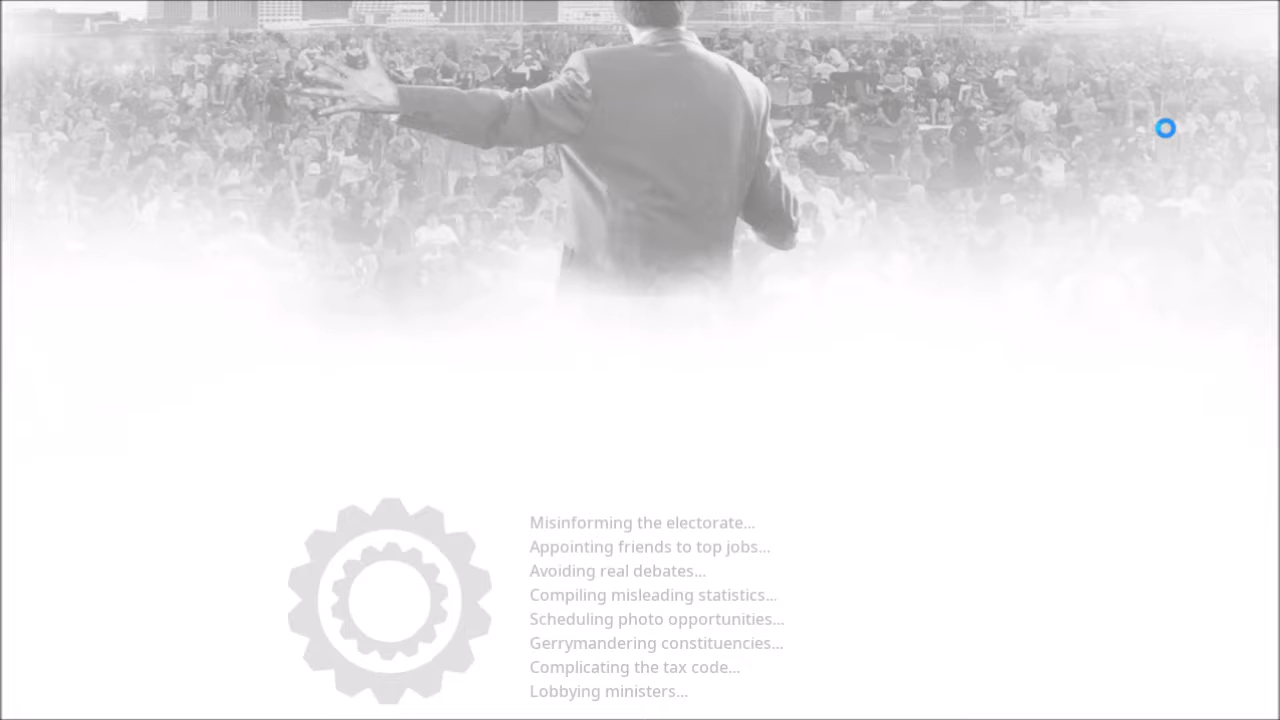 Misinforming the electorate...
Appointing friends to top jobs...
Avoiding real debates...
Compiling misleading statistics...
Scheduling photo opportunities...
Gerrymandering constituencies...
Complicating the tax code...
Lobbying ministers...